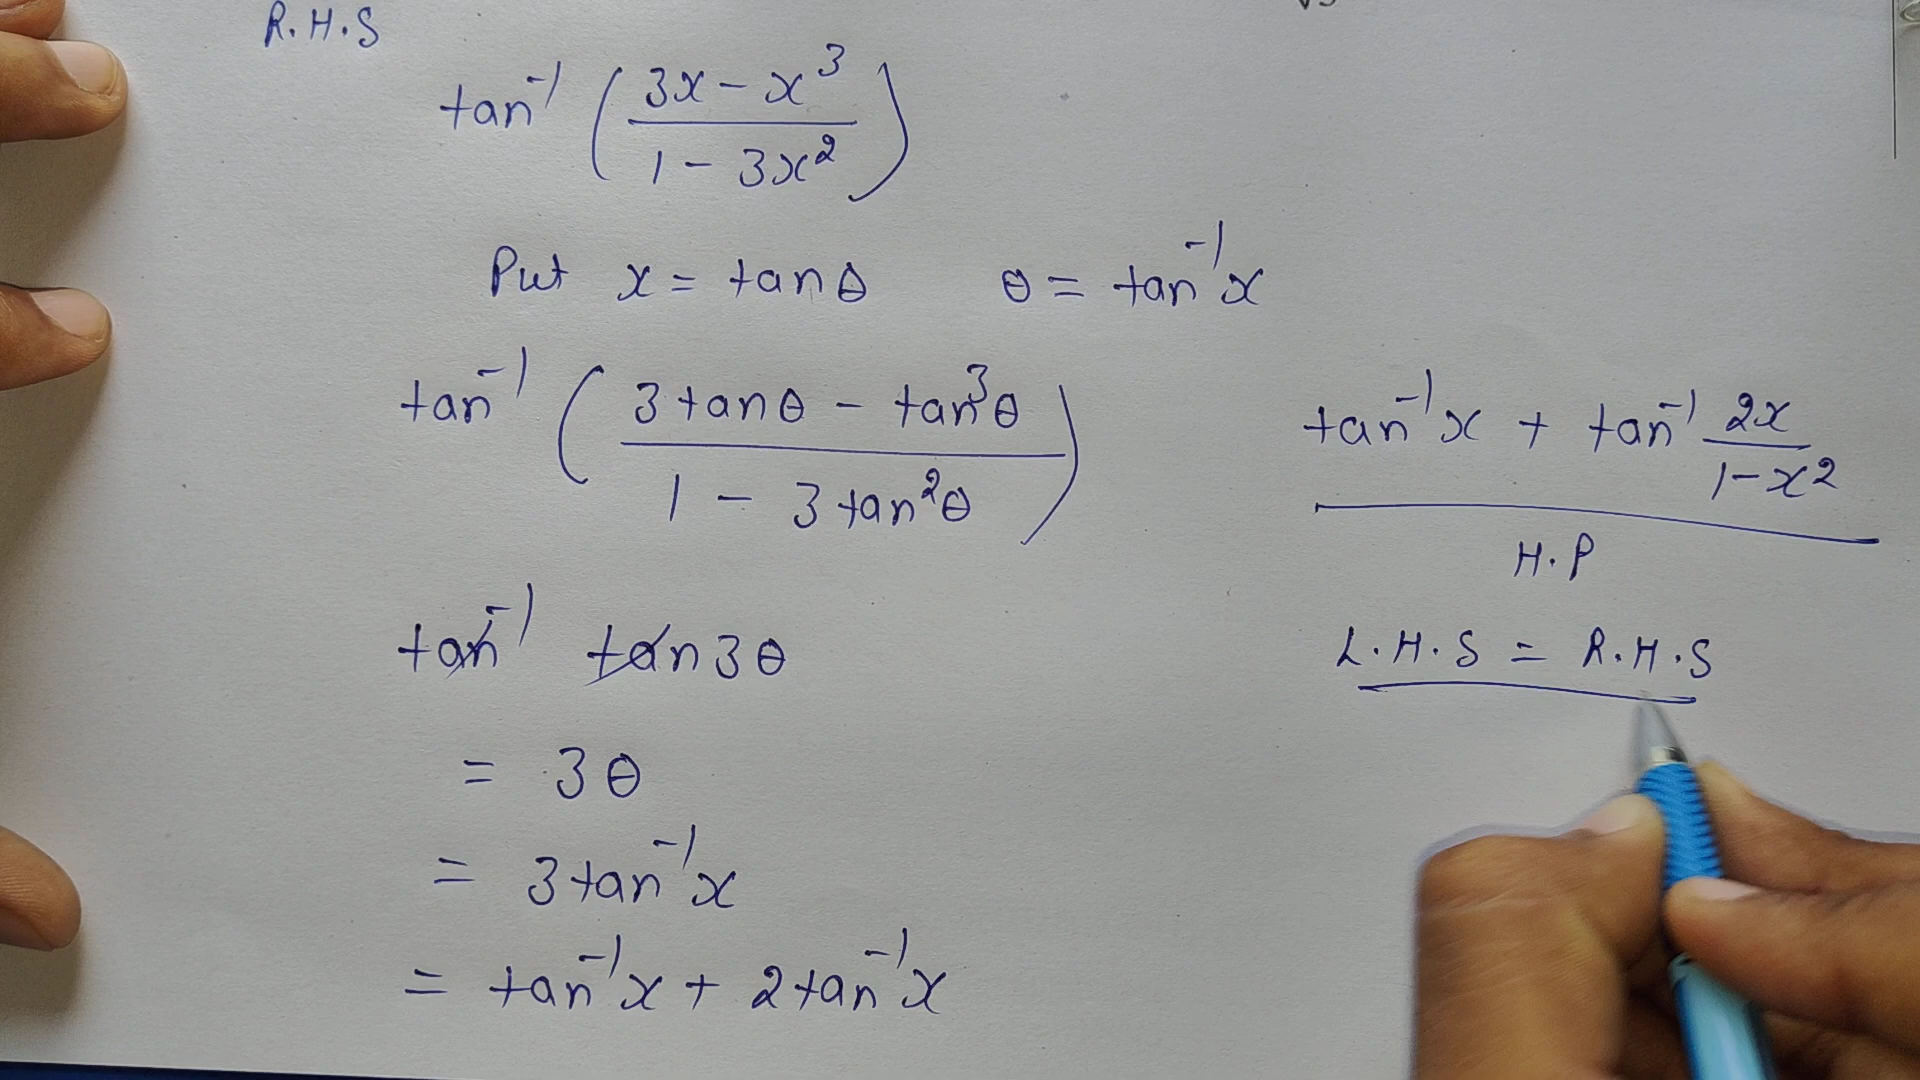 R.H.S
tan⁻¹ ( (3x - x³) / (1 - 3x²) )
Put x = tanθ θ = tan⁻¹x
tan⁻¹ ( (3tanθ - tan³θ) / (1 - 3tan²θ) )
tan⁻¹ tan3θ
= 3θ
= 3tan⁻¹x
= tan⁻¹x + 2tan⁻¹x
tan⁻¹x + tan⁻¹ 2x / (1-x²)
H.P
L.H.S = R.H.S